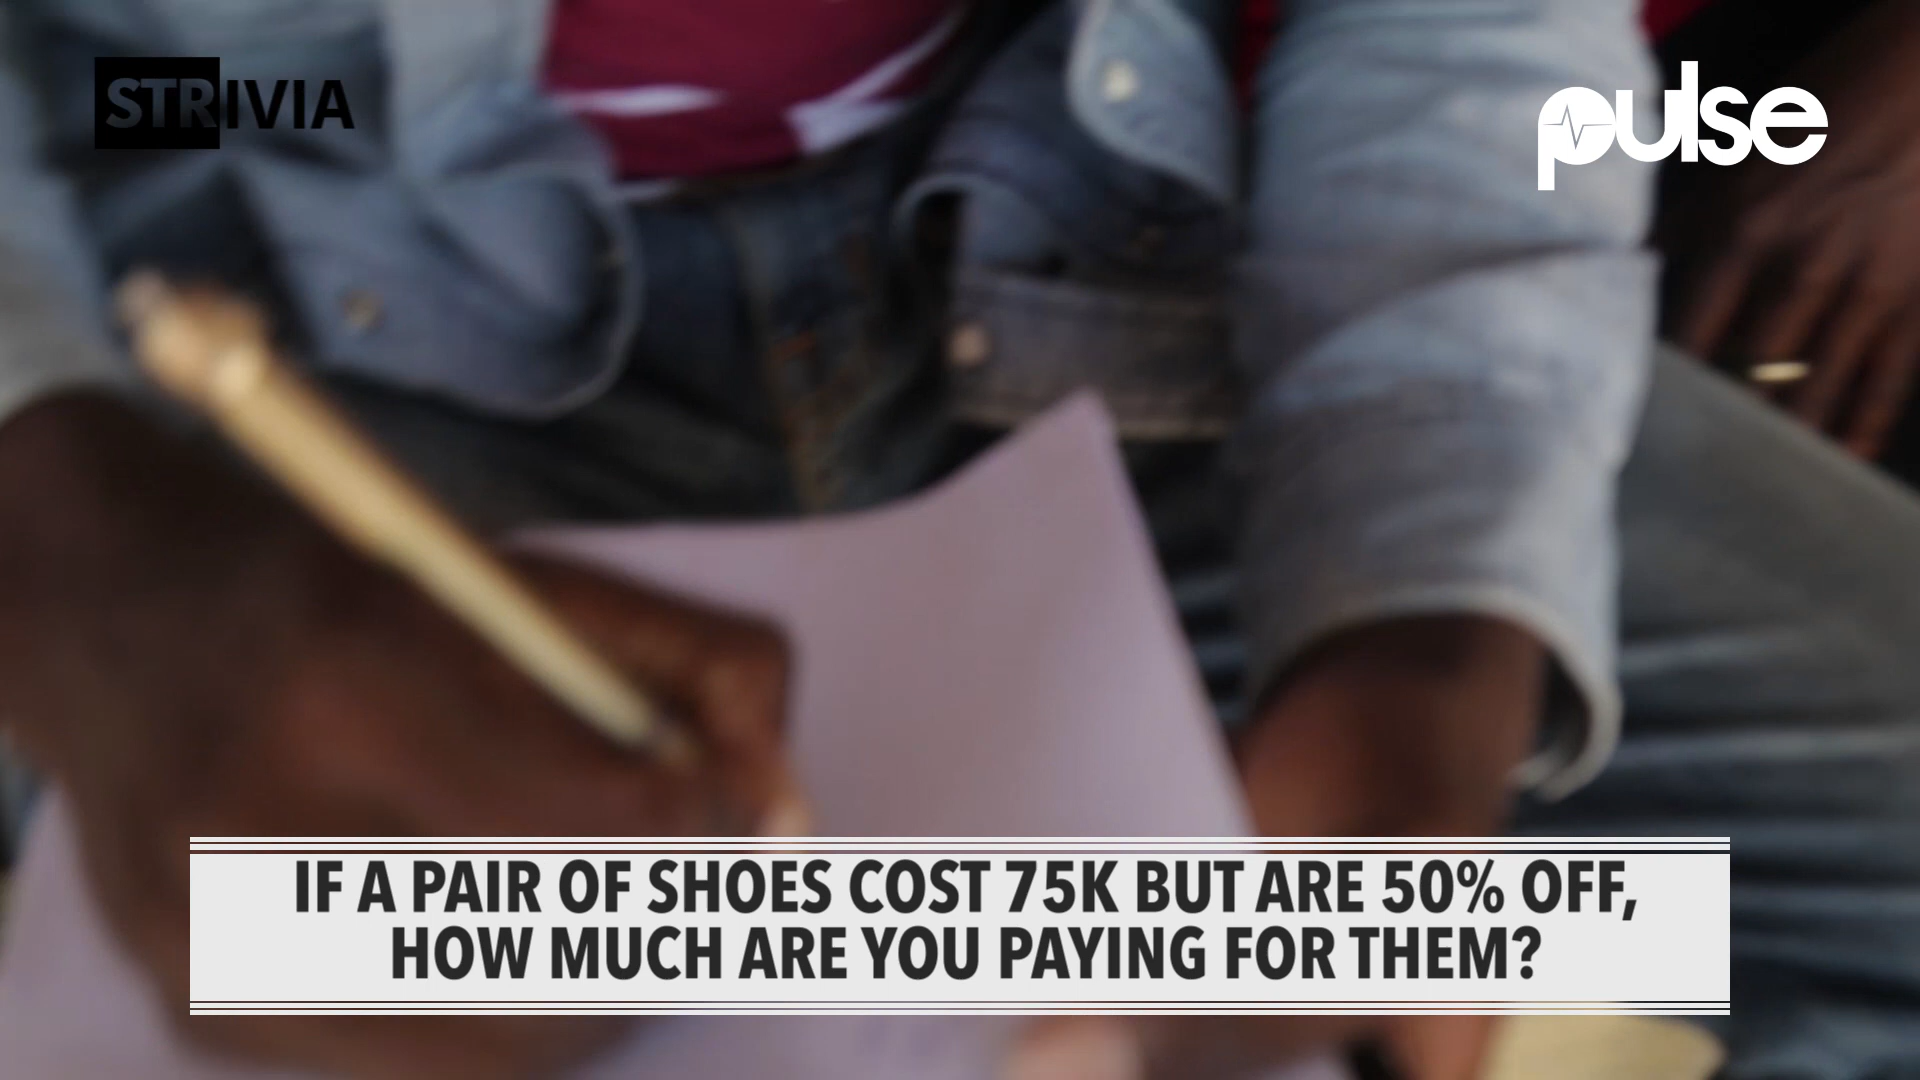 STRIVIA
pulse
IF A PAIR OF SHOES COST 75K BUT ARE 50% OFF,
HOW MUCH ARE YOU PAYING FOR THEM?